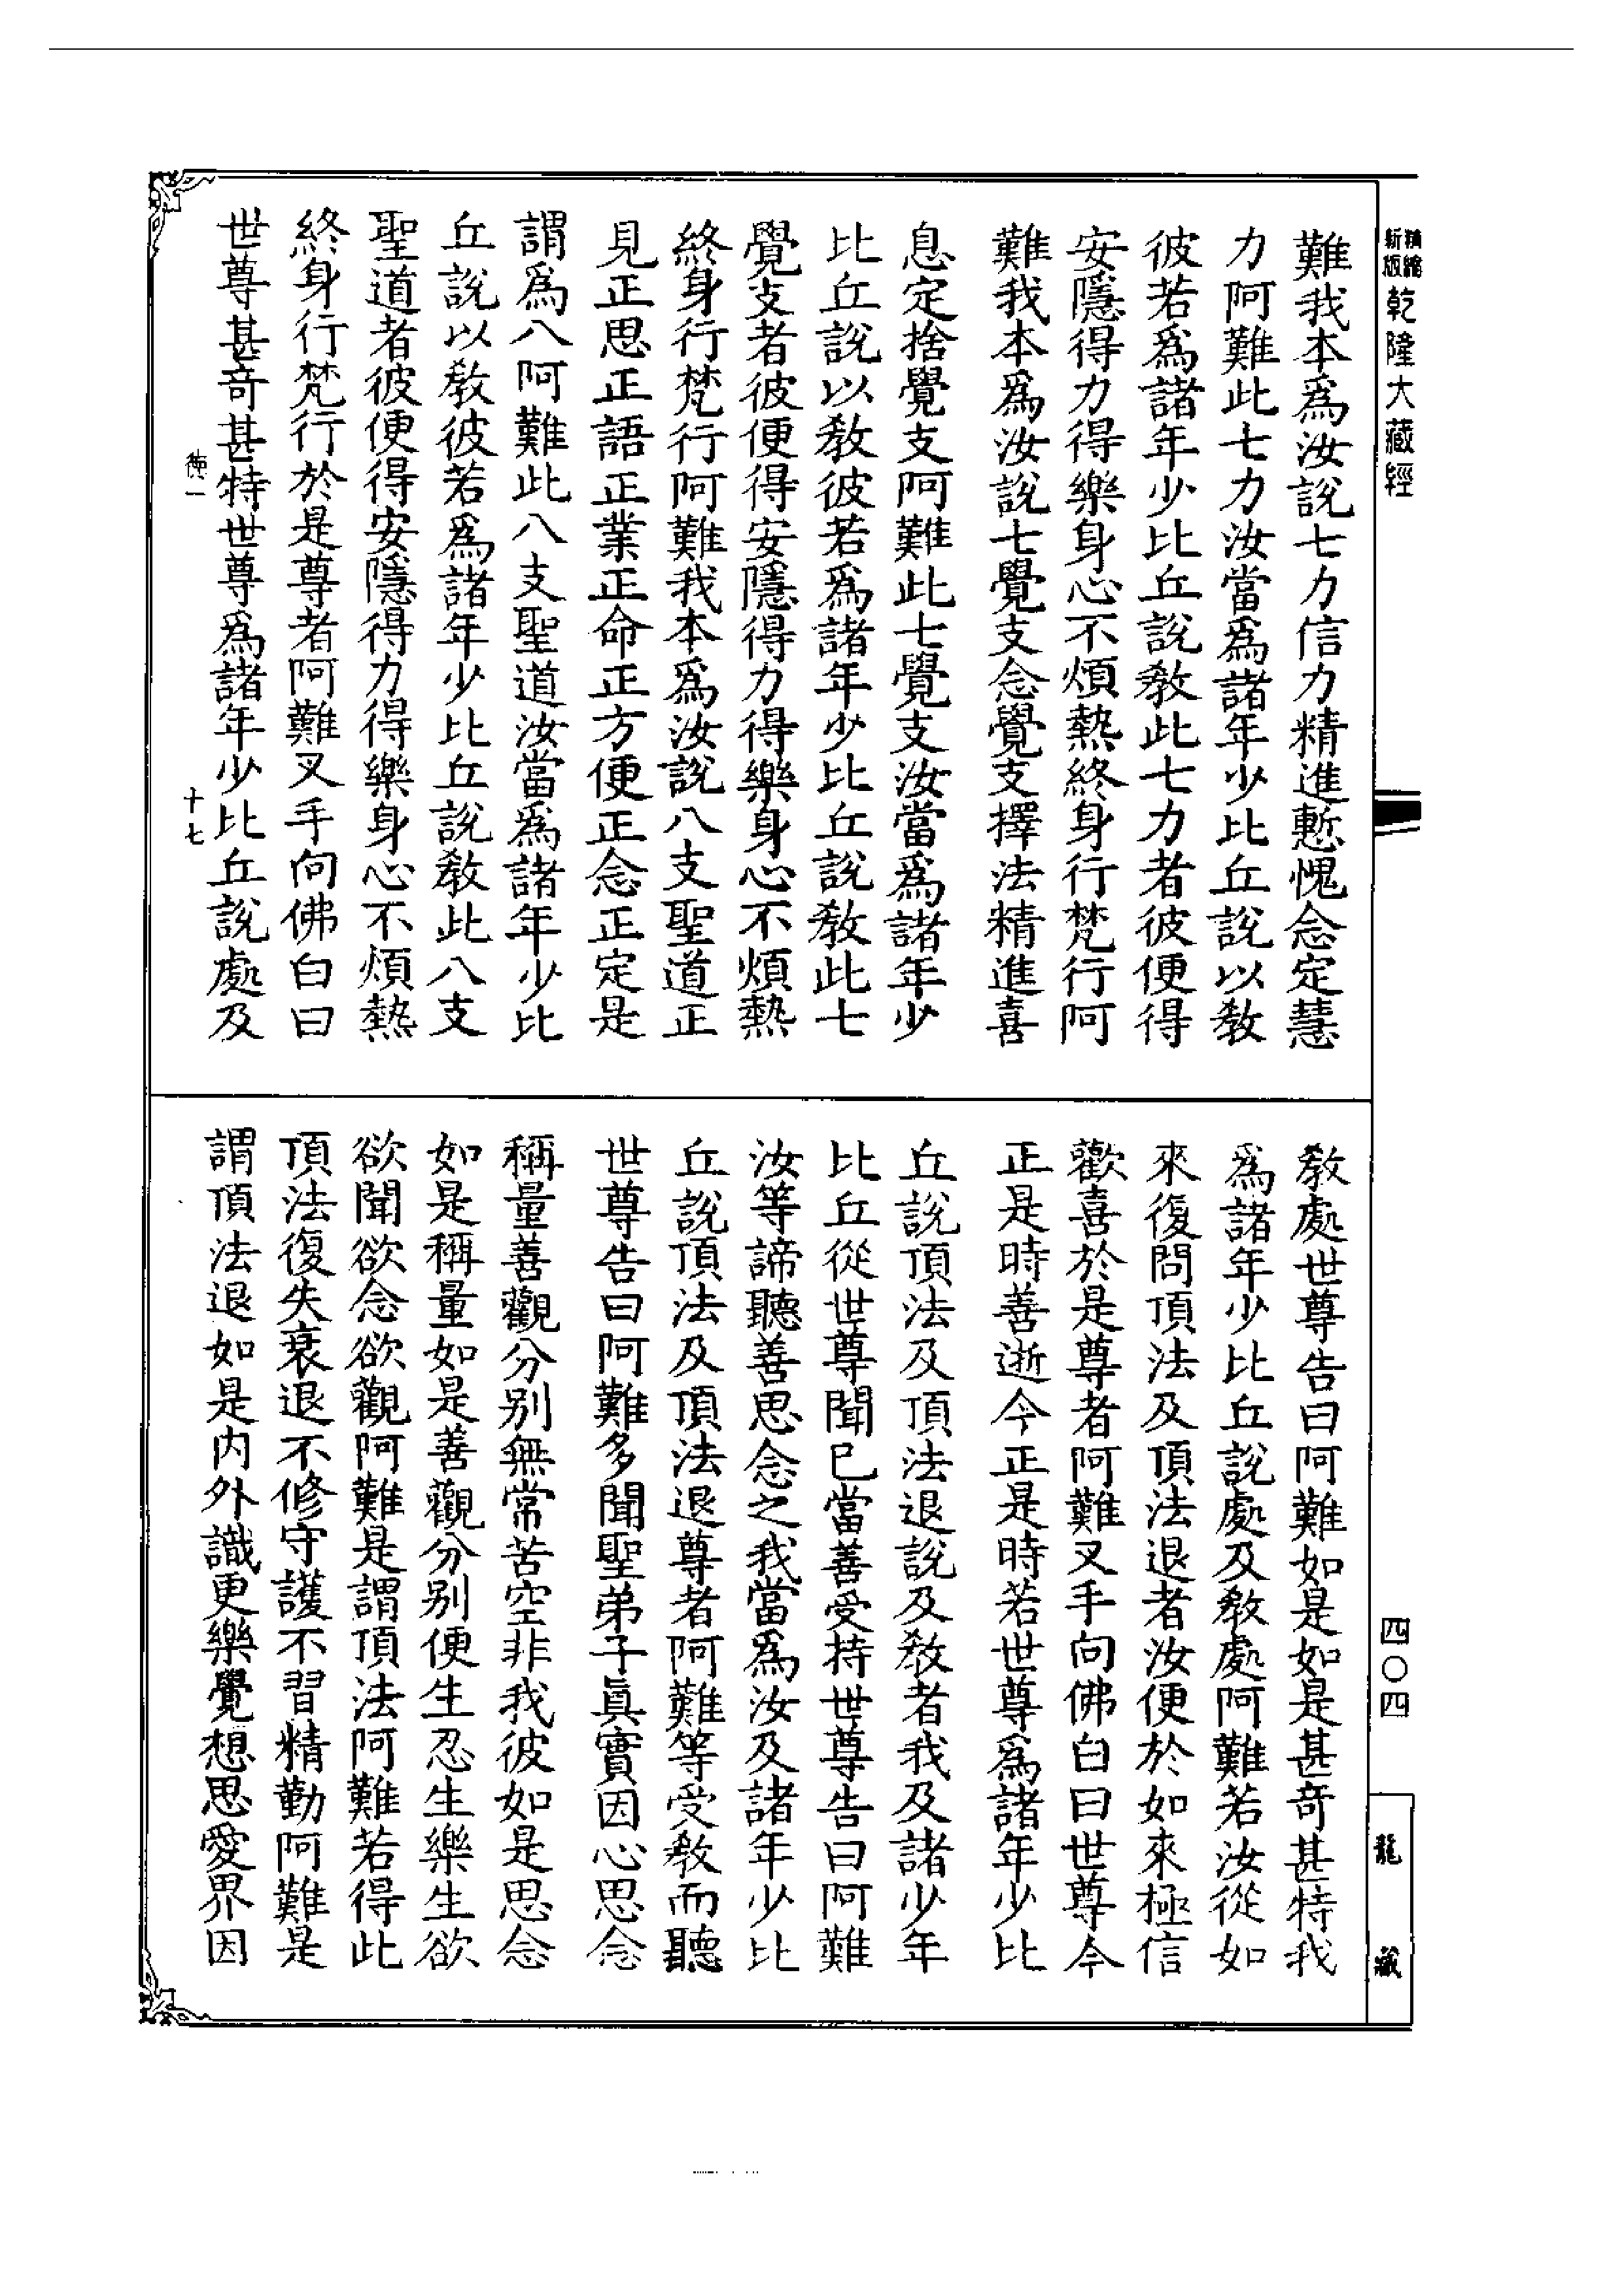 精縮
新版
乾隆大藏經
難我本爲汝說七力信力精進慙愧念定慧
力阿難此七力汝當爲諸年少比丘說以敎
彼若爲諸年少比丘說敎此七力者彼便得
安隱得力得樂身心不煩熱終身行梵行阿
難我本爲汝說七覺支念覺支擇法精進喜
息定捨覺支阿難此七覺支汝當爲諸年少
比丘說以敎彼若爲諸年少比丘說敎此七
覺支者彼便得安隱得力得樂身心不煩熱
終身行梵行阿難我本爲汝說八支聖道正
見正思正語正業正命正方便正念正定是
謂爲八阿難此八支聖道汝當爲諸年少比
丘說以敎彼若爲諸年少比丘說敎此八支
聖道者彼便得安隱得力得樂身心不煩熱
終身行梵行於是尊者阿難叉手向佛白曰
世尊甚奇甚特世尊爲諸年少比丘說處及
德一
十七
敎處世尊告曰阿難如是如是甚奇甚特我
爲諸年少比丘說處及敎處阿難若汝從如
來復問頂法及頂法退者汝便於如來極信
歡喜於是尊者阿難叉手向佛白曰世尊今
正是時善逝今正是時若世尊爲諸年少比
丘說頂法及頂法退說及敎者我及諸少年
比丘從世尊聞已當善受持世尊告曰阿難
汝等諦聽善思念之我當爲汝及諸年少比
丘說頂法及頂法退尊者阿難等受敎而聽
世尊告曰阿難多聞聖弟子眞實因心思念
稱量善觀分别無常苦空非我彼如是思念
如是稱量如是善觀分别便生忍生樂生欲
欲聞欲念欲觀阿難是謂頂法阿難若得此
頂法復失衰退不修守護不習精勤阿難是
謂頂法退如是内外識更樂覺想思愛界因
四〇四
龍藏